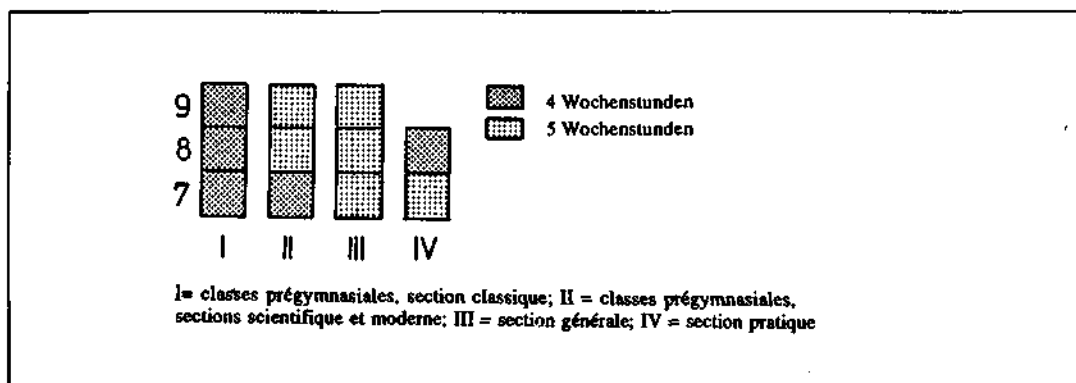 9
8
7
I II III IV
4 Wochenstunden
5 Wochenstunden
I= classes prégymnasiales, section classique; II = classes prégymnasiales,
sections scientifique et moderne; III = section générale; IV = section pratique